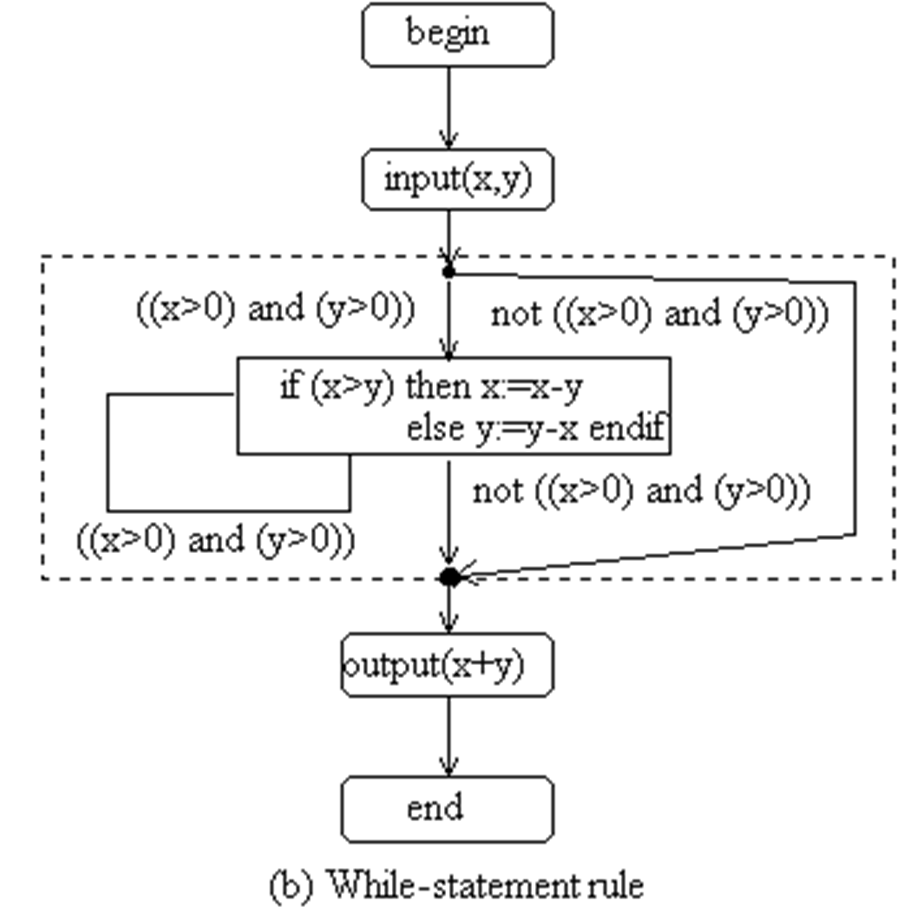 begin
input(x,y)
((x>0) and (y>0))
not ((x>0) and (y>0))
if (x>y) then x:=x-y
else y:=y-x endif
not ((x>0) and (y>0))
((x>0) and (y>0))
output(x+y)
end
(b) While-statement rule